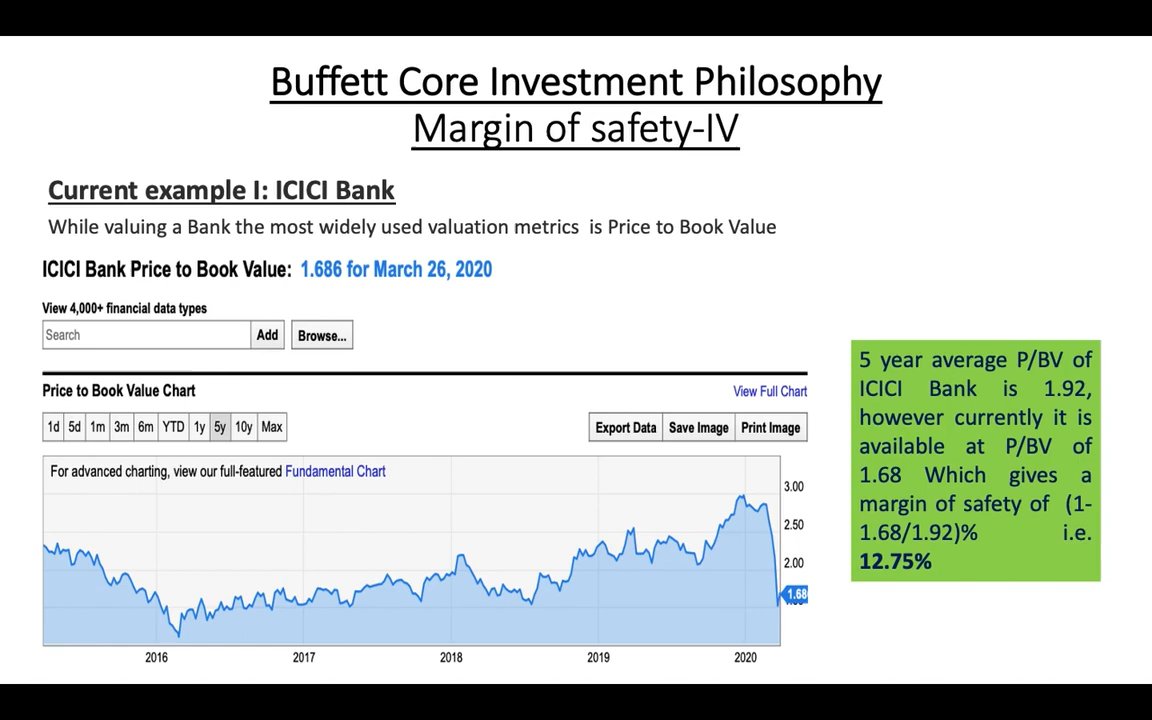 Buffett Core Investment Philosophy
Margin of safety-IV
Current example I: ICICI Bank
While valuing a Bank the most widely used valuation metrics is Price to Book Value
ICICI Bank Price to Book Value: 1.686 for March 26, 2020
View 4,000+ financial data types
Search Add Browse...
Price to Book Value Chart View Full Chart
1d 5d 1m 3m 6m YTD 1y 5y 10y Max Export Data Save Image Print Image
For advanced charting, view our full-featured Fundamental Chart
3.00
2.50
2.00
1.68
2016 2017 2018 2019 2020
5 year average P/BV of
ICICI Bank is 1.92,
however currently it is
available at P/BV of
1.68 Which gives a
margin of safety of (1-
1.68/1.92)% i.e.
12.75%